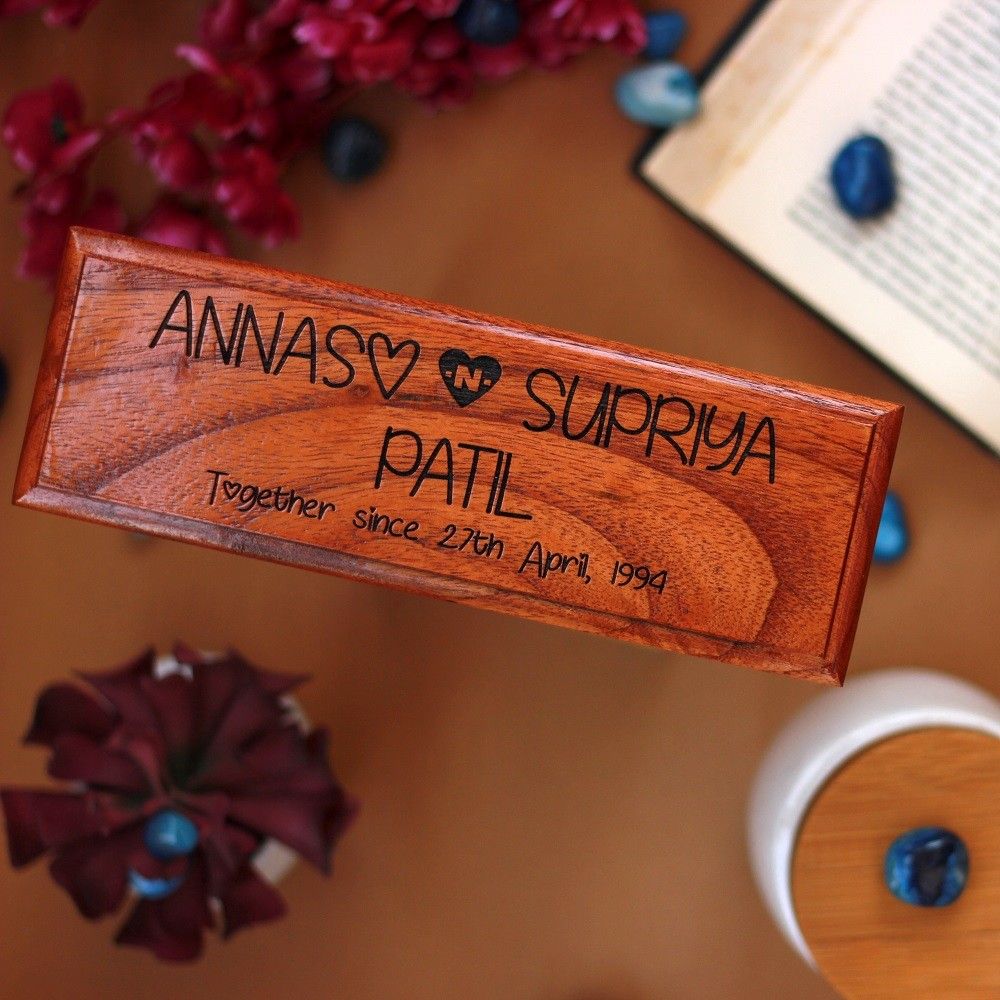 ANNAS♡ N SUPRIYA
PATIL
Together since 27th April, 1994